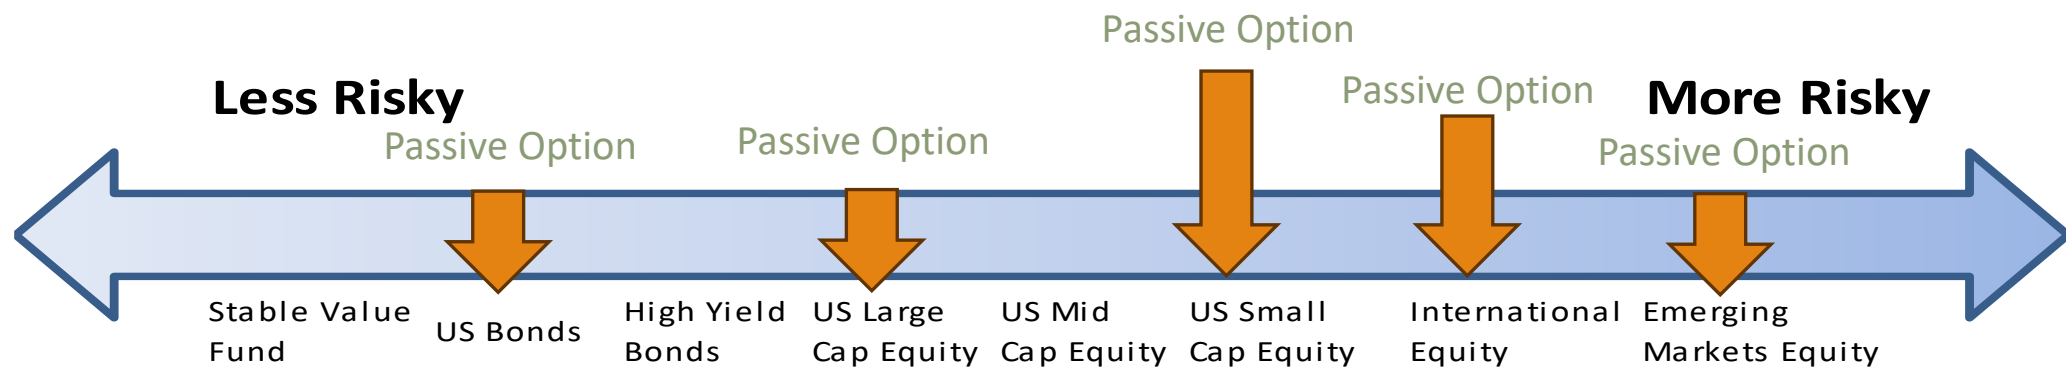 Passive Option
Less Risky
Passive Option
More Risky
Passive Option
Passive Option
Passive Option
Stable Value
Fund
US Bonds
High Yield
Bonds
US Large
Cap Equity
US Mid
Cap Equity
US Small
Cap Equity
International
Equity
Emerging
Markets Equity